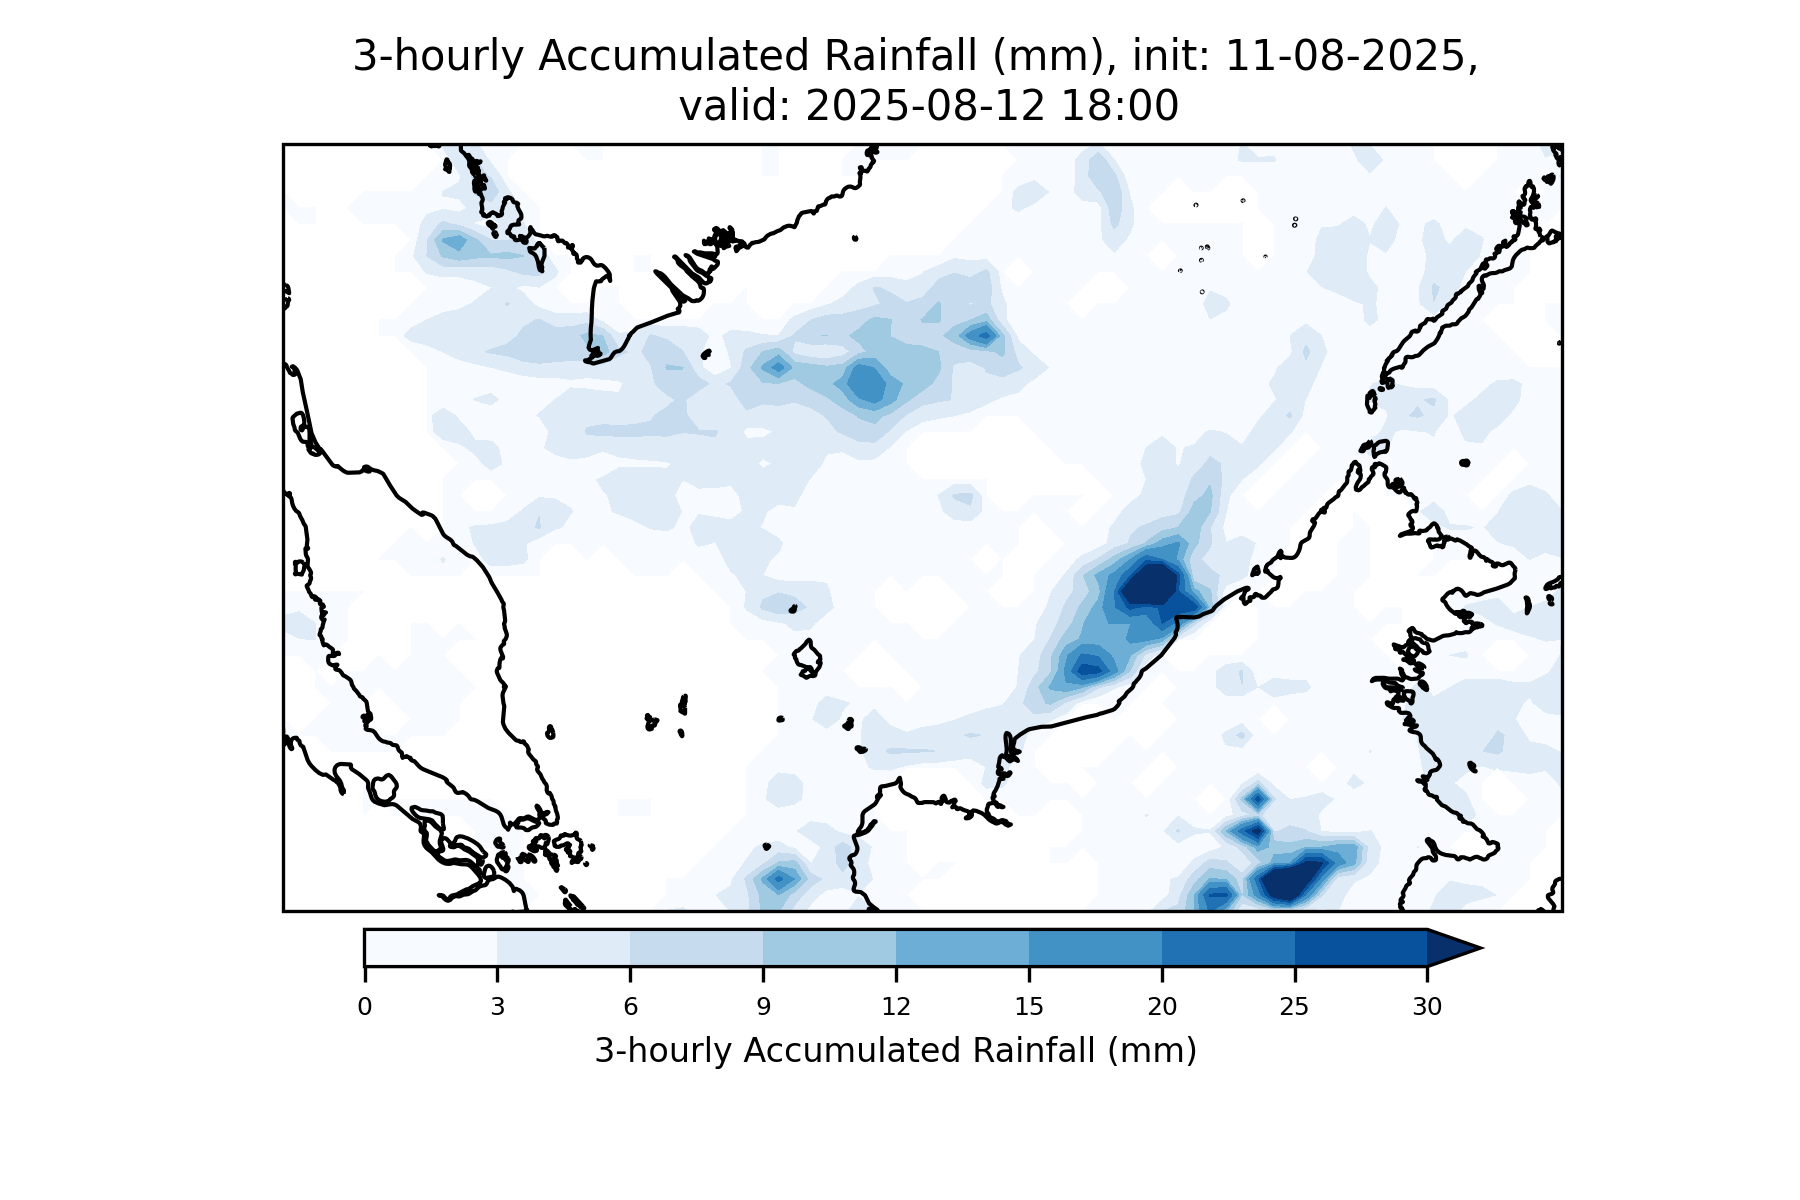 3-hourly Accumulated Rainfall (mm), init: 11-08-2025,
valid: 2025-08-12 18:00
0 3 6 9 12 15 20 25 30
3-hourly Accumulated Rainfall (mm)